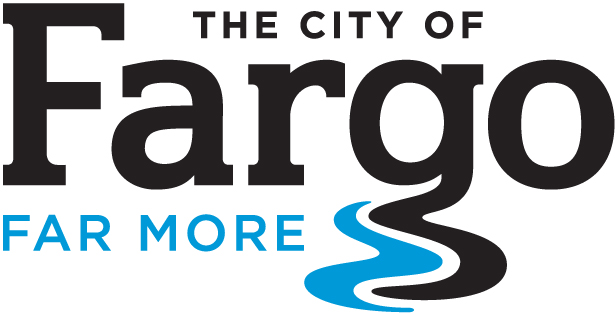 THE CITY OF
Fargo
FAR MORE